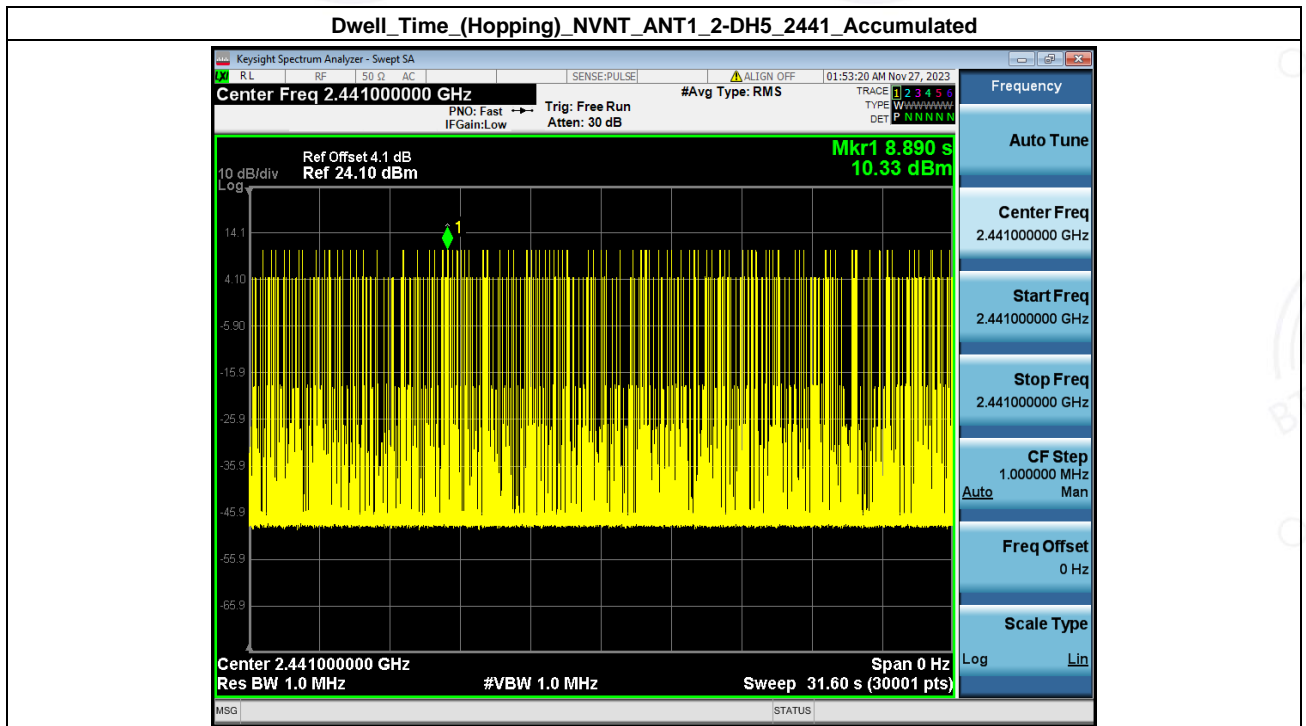 Dwell_Time_(Hopping)_NVNT_ANT1_2-DH5_2441_Accumulated
Keysight Spectrum Analyzer - Swept SA
LXI RL RF 50 Ω AC SENSE:PULSE ALIGN OFF 01:53:20 AM Nov 27, 2023
Center Freq 2.441000000 GHz
PNO: Fast
IFGain:Low
Trig: Free Run
Atten: 30 dB
#Avg Type: RMS
TRACE 1 2 3 4 5 6
TYPE WWWWWWW
DET P N N N N N
Ref Offset 4.1 dB
10 dB/div Ref 24.10 dBm
Log
Mkr1 8.890 s
10.33 dBm
1
14.1
4.10
-5.90
-15.9
-25.9
-35.9
-45.9
-55.9
-65.9
Center 2.441000000 GHz Span 0 Hz
Res BW 1.0 MHz #VBW 1.0 MHz Sweep 31.60 s (30001 pts)
MSG STATUS
Frequency
Auto Tune
Center Freq
2.441000000 GHz
Start Freq
2.441000000 GHz
Stop Freq
2.441000000 GHz
CF Step
1.000000 MHz
Auto Man
Freq Offset
0 Hz
Scale Type
Log Lin